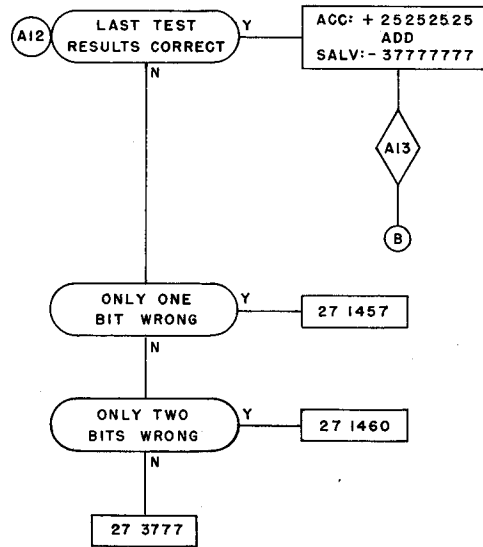 A12
LAST TEST
RESULTS CORRECT
Y
N
ACC: + 25252525
ADD
SALV: - 37777777
A13
B
ONLY ONE
BIT WRONG
Y
N
27 1457
ONLY TWO
BITS WRONG
Y
N
27 1460
27 3777